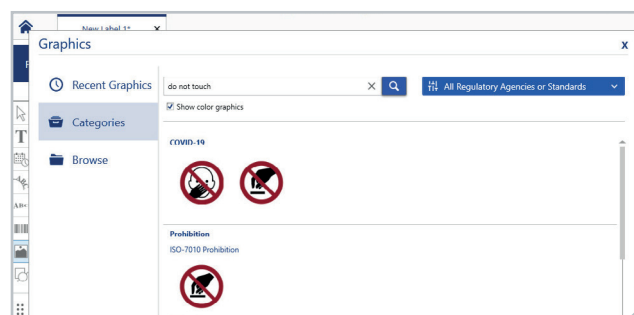 New Label 1* X
Graphics X
Recent Graphics
Categories
Browse
do not touch
All Regulatory Agencies or Standards
Show color graphics
COVID-19
Prohibition
ISO-7010 Prohibition
T